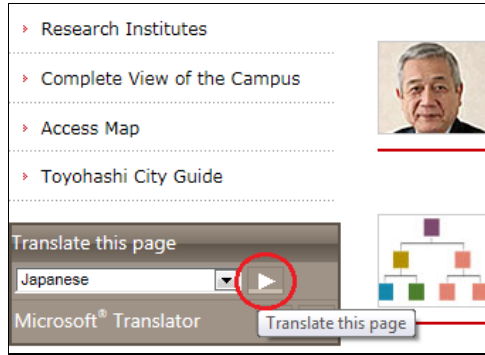 Research Institutes
Complete View of the Campus
Access Map
Toyohashi City Guide
Translate this page
Japanese
Microsoft® Translator
Translate this page